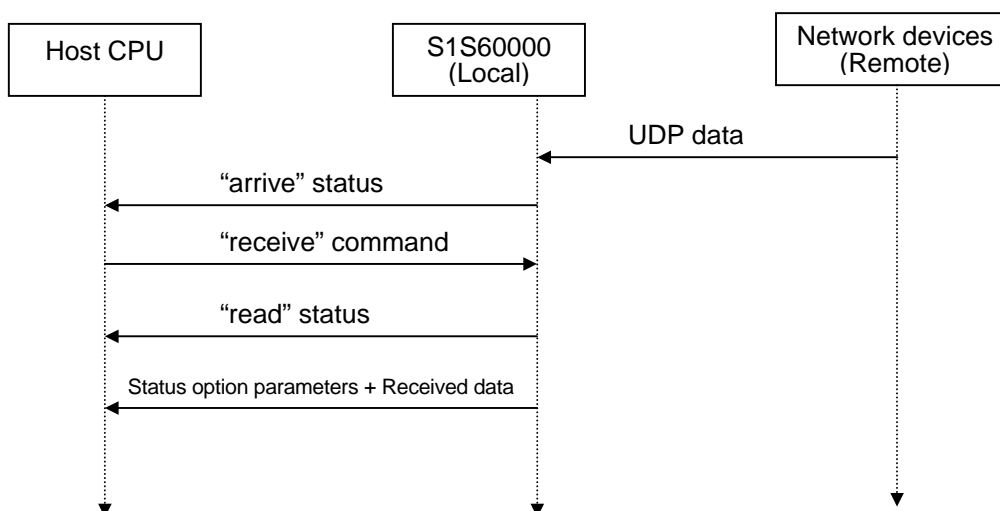 Host CPU
S1S60000
(Local)
Network devices
(Remote)
UDP data
“arrive” status
“receive” command
“read” status
Status option parameters + Received data